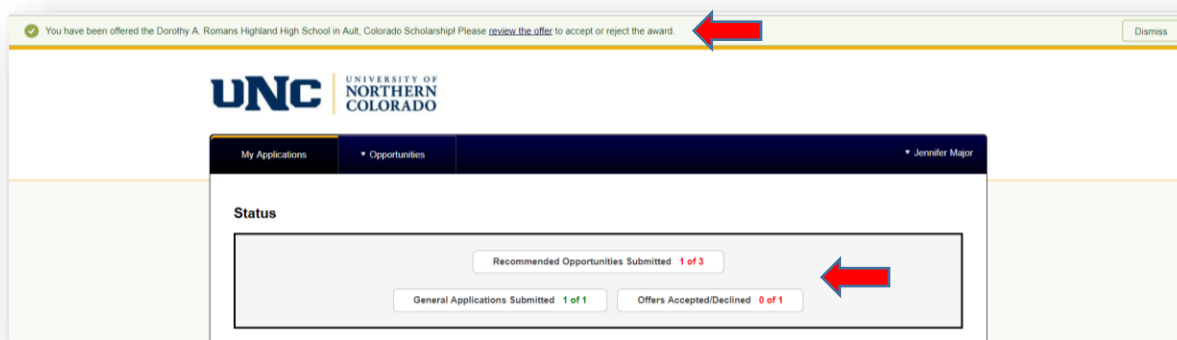 You have been offered the Dorothy A. Romans Highland High School in Ault, Colorado Scholarship! Please review the offer to accept or reject the award.
Dismiss
UNC
UNIVERSITY OF
NORTHERN
COLORADO
My Applications
Opportunities
Jennifer Major
Status
Recommended Opportunities Submitted 1 of 3
General Applications Submitted 1 of 1
Offers Accepted/Declined 0 of 1